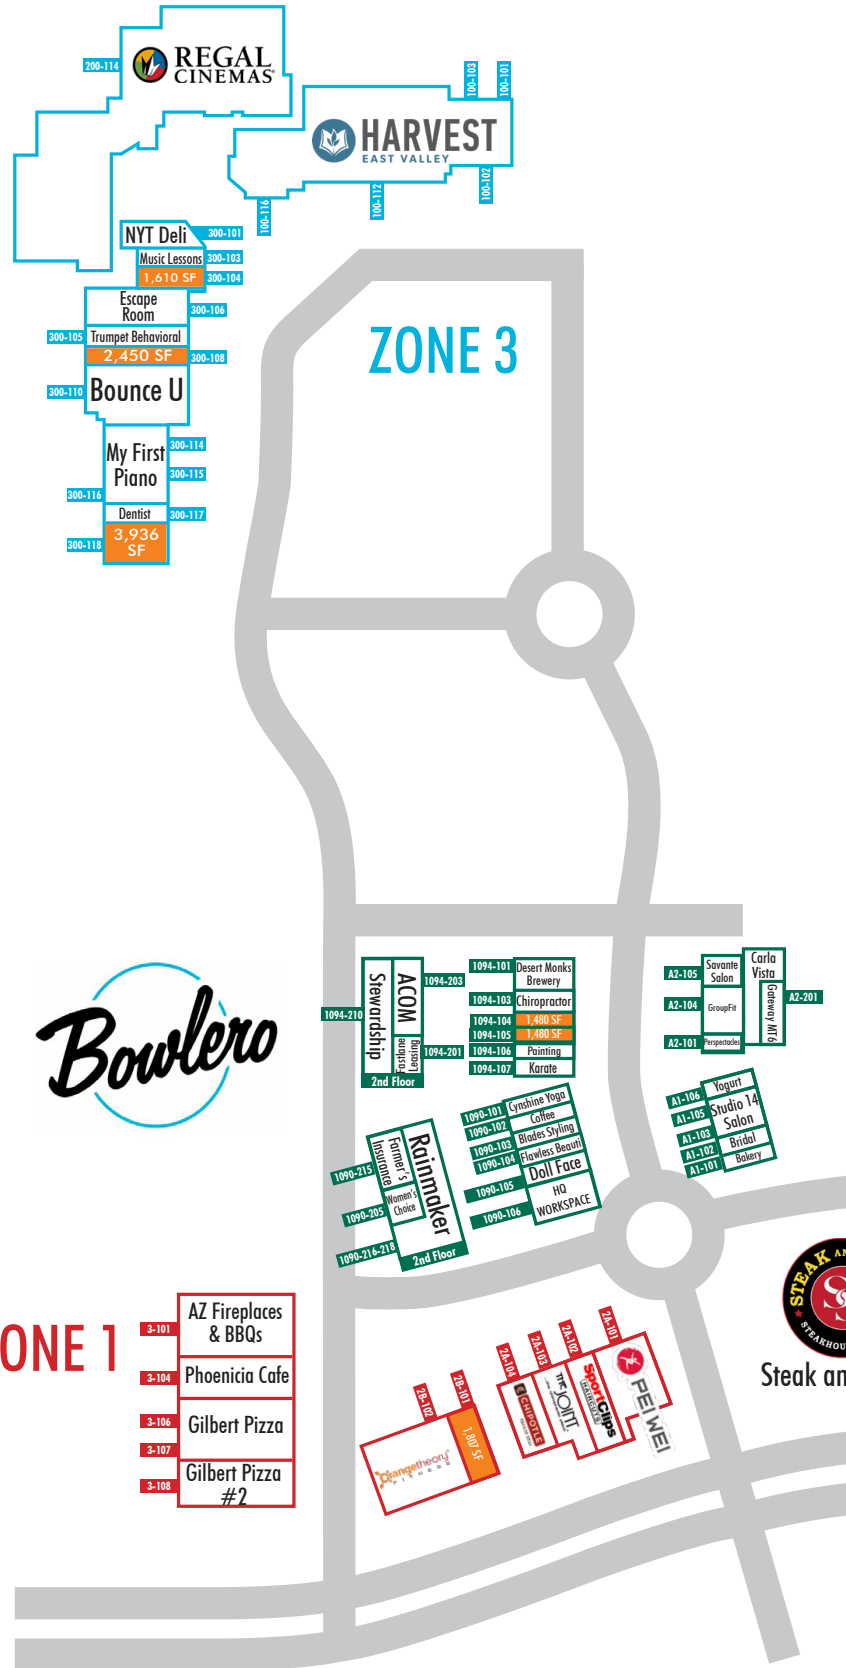 200-114
REGAL
CINEMAS
100-103
100-101
HARVEST
EAST VALLEY
100-116
100-112
100-102
NYT Deli
300-101
Music Lessons
300-103
1,610 SF
300-104
Escape
Room
300-106
300-105
Trumpet Behavioral
2,450 SF
300-108
300-110
Bounce U
My First
Piano
300-114
300-115
300-116
Dentist
300-117
300-118
3,936
SF
ZONE 3
Bowlero
1094-210
Stewardship
ACOM
1094-203
Fastlane
Leasing
1094-201
2nd Floor
1094-101
Desert Monks
Brewery
1094-103
Chiropractor
1094-104
1,480 SF
1094-105
1,480 SF
1094-106
Painting
1094-107
Karate
A2-105
Savante
Salon
Carla
Vista
A2-104
GroupFit
Gateway MT6
A2-201
A2-101
Perspectacles
A1-106
Yogurt
A1-105
Studio 14
Salon
A1-103
A1-102
Bridal
A1-101
Bakery
1090-101
Cynshine Yoga
1090-102
Coffee
1090-103
Blades Styling
1090-104
Flawless Beauti
1090-105
Doll Face
1090-106
HQ
WORKSPACE
1090-215
Farmer's
Insurance
Rainmaker
1090-205
Women's
Choice
1090-216-218
2nd Floor
ONE 1
3-101
AZ Fireplaces
& BBQs
3-104
Phoenicia Cafe
3-106
Gilbert Pizza
3-107
3-108
Gilbert Pizza
#2
2B-102
2B-101
orangetheory
FITNESS
1,807 SF
2A-104
2A-103
2A-102
2A-101
CHIPOTLE
THE
JOINT
SportClips
HAIRCUTS
PEI WEI
STEAK AN
STEAKHOU
Steak an